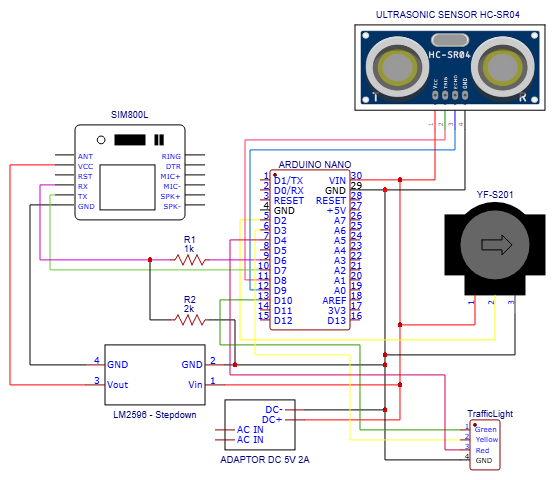 ULTRASONIC SENSOR HC-SR04
HC-SR04
T
R
Vcc
TRIG
ECHO
GND
1
2
3
4
SIM800L
ANT
VCC
RST
RX
TX
GND
RING
DTR
MIC+
MIC-
SPK+
SPK-
ARDUINO NANO
1 D1/TX VIN 30
2 D0/RX GND 29
3 RESET RESET 28
4 GND +5V 27
5 D2 A7 26
6 D3 A6 25
7 D4 A5 24
8 D5 A4 23
9 D6 A3 22
10 D7 A2 21
11 D8 A1 20
12 D9 A0 19
13 D10 AREF 18
14 D11 3V3 17
15 D12 D13 16
YF-S201
1
2
3
R1
1k
R2
2k
4 GND GND 2
3 Vout Vin 1
LM2596 - Stepdown
DC-
DC+
AC IN
AC IN
ADAPTOR DC 5V 2A
TrafficLight
1 Green
2 Yellow
3 Red
4 GND